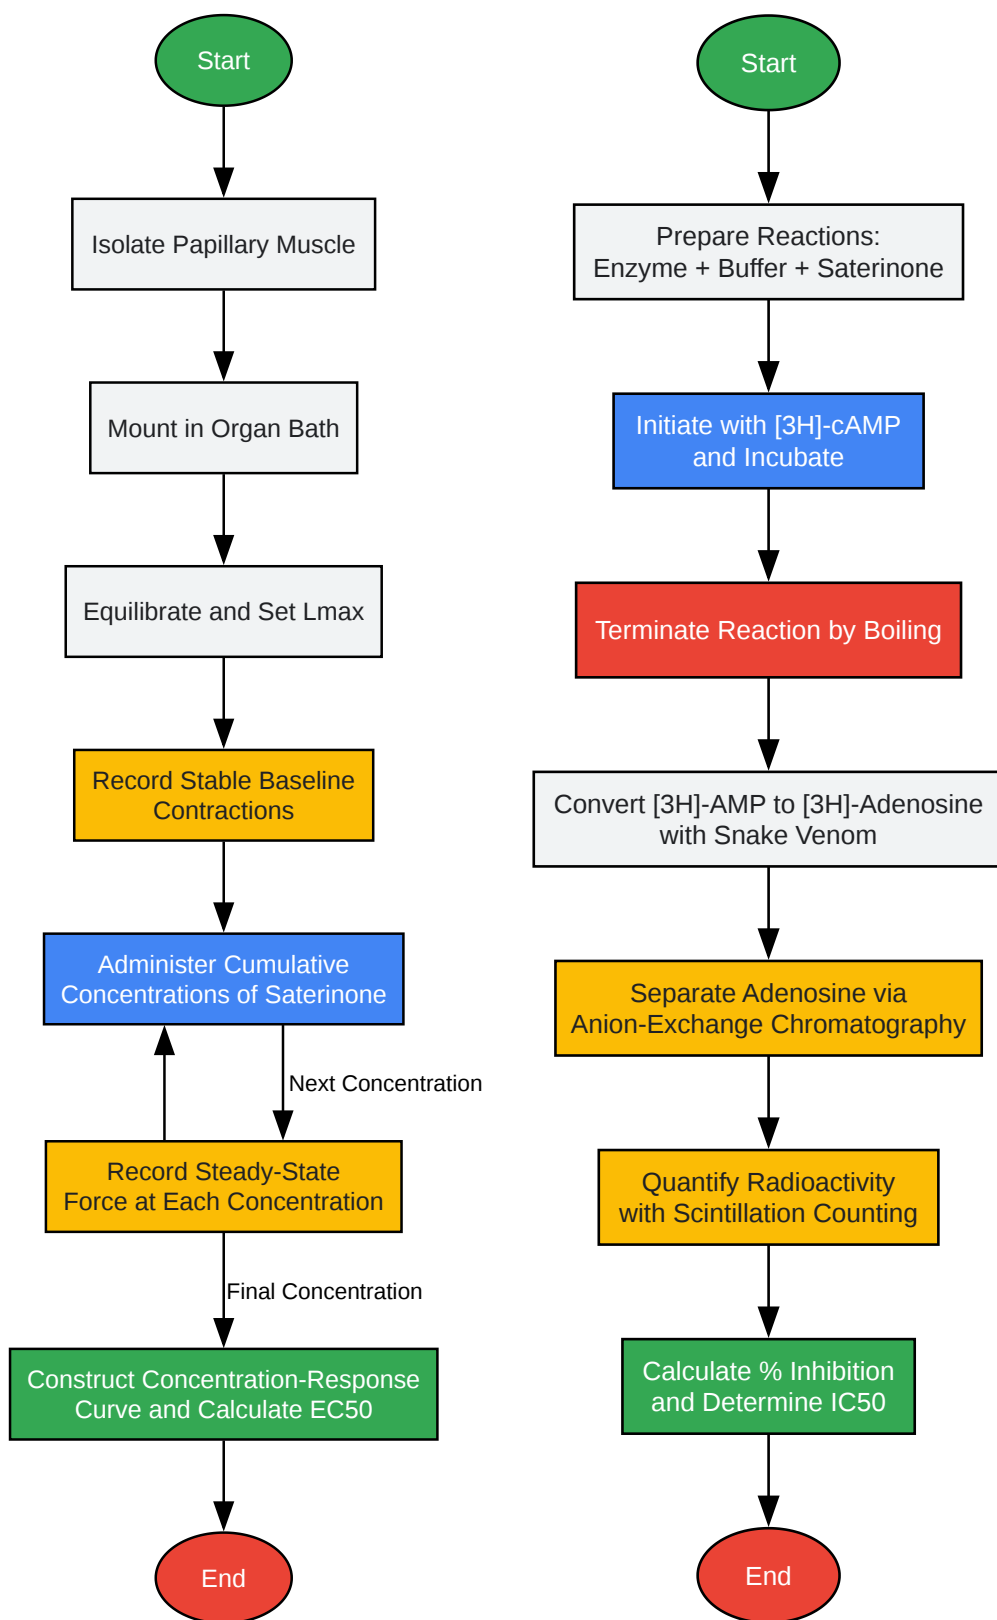 Start
Isolate Papillary Muscle
Mount in Organ Bath
Equilibrate and Set Lmax
Record Stable Baseline
Contractions
Administer Cumulative
Concentrations of Saterinone
Next Concentration
Record Steady-State
Force at Each Concentration
Final Concentration
Construct Concentration-Response
Curve and Calculate EC50
End
Start
Prepare Reactions:
Enzyme + Buffer + Saterinone
Initiate with [3H]-cAMP
and Incubate
Terminate Reaction by Boiling
Convert [3H]-AMP to [3H]-Adenosine
with Snake Venom
Separate Adenosine via
Anion-Exchange Chromatography
Quantify Radioactivity
with Scintillation Counting
Calculate % Inhibition
and Determine IC50
End